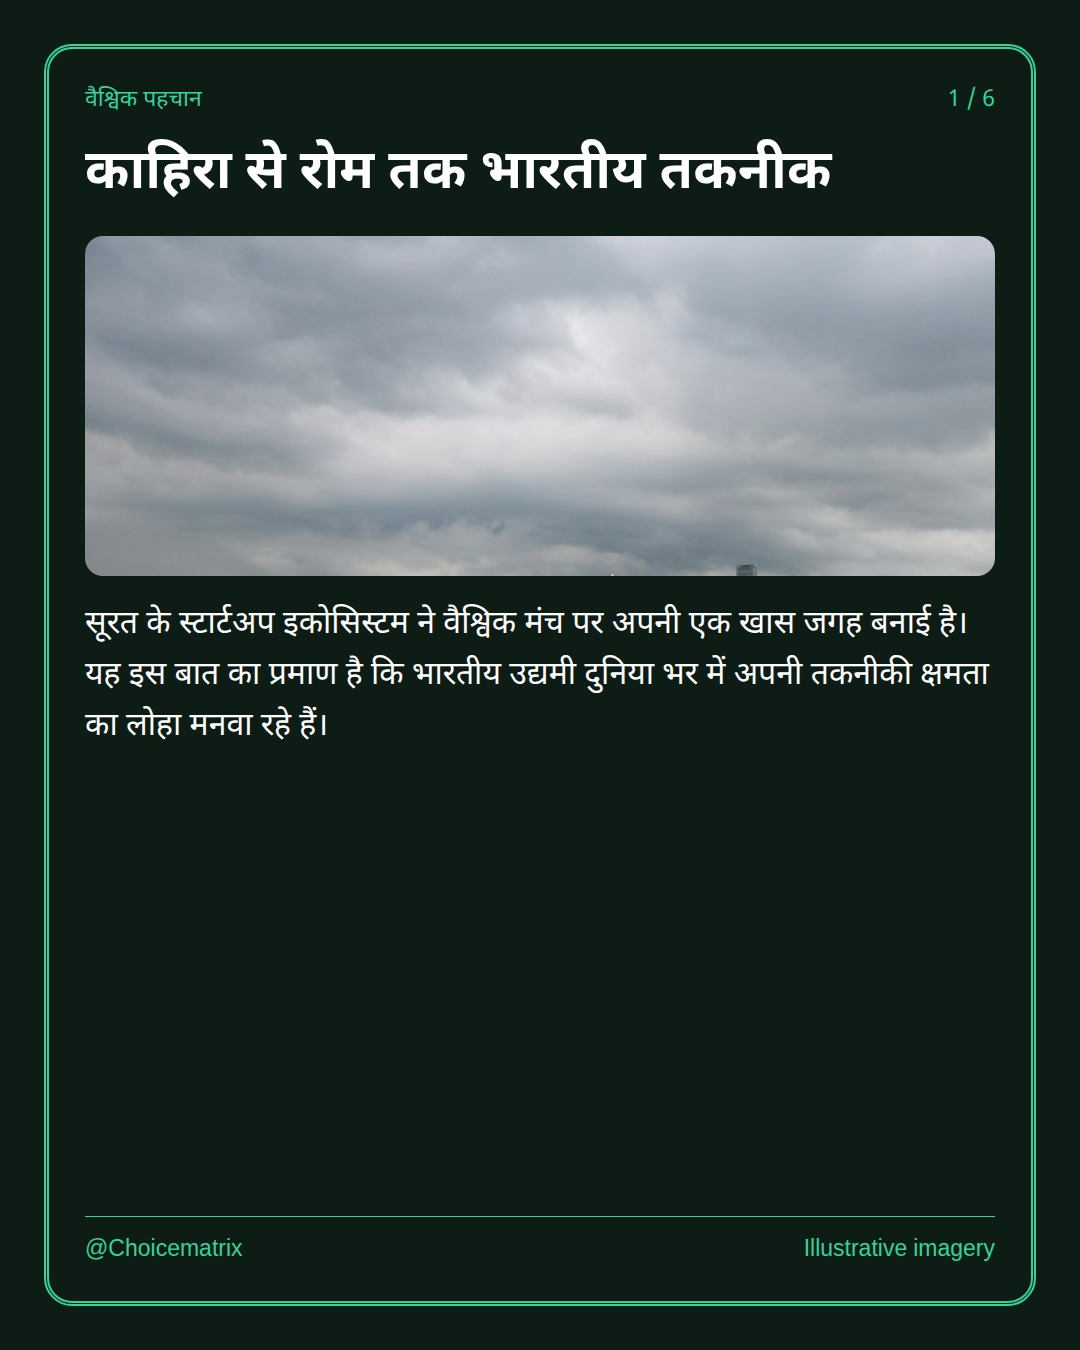 वैश्विक पहचान
1 / 6
काहिरा से रोम तक भारतीय तकनीक
सूरत के स्टार्टअप इकोसिस्टम ने वैश्विक मंच पर अपनी एक खास जगह बनाई है।
यह इस बात का प्रमाण है कि भारतीय उद्यमी दुनिया भर में अपनी तकनीकी क्षमता
का लोहा मनवा रहे हैं।
@Choicematrix
Illustrative imagery